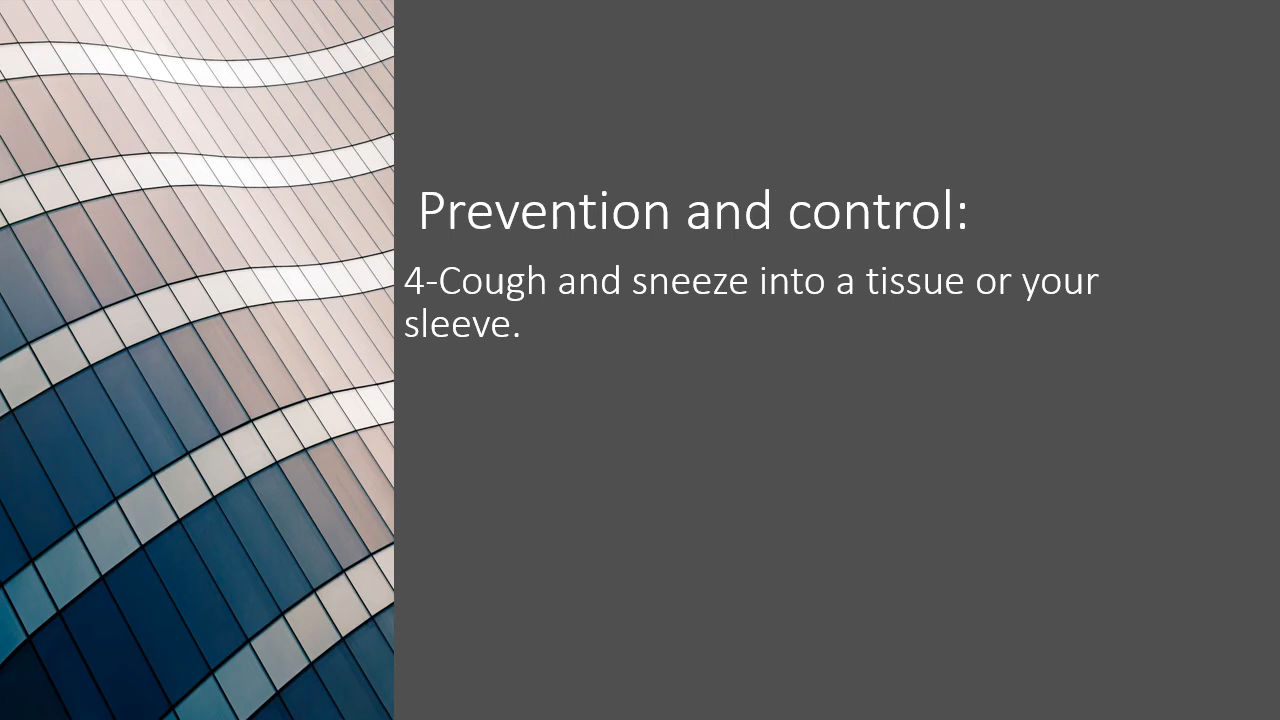 Prevention and control:
4-Cough and sneeze into a tissue or your
sleeve.